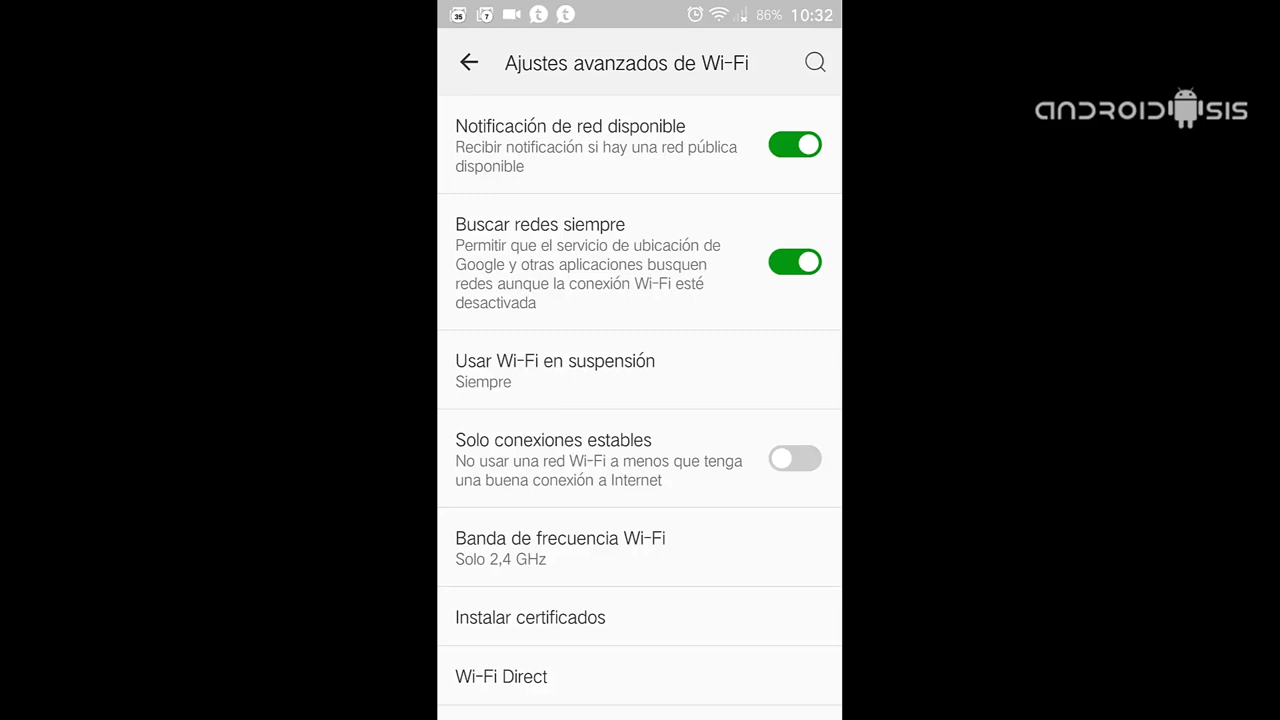 35 7 86% 10:32
Ajustes avanzados de Wi-Fi
ANDROIDSIS
Notificación de red disponible
Recibir notificación si hay una red pública
disponible
Buscar redes siempre
Permitir que el servicio de ubicación de
Google y otras aplicaciones busquen
redes aunque la conexión Wi-Fi esté
desactivada
Usar Wi-Fi en suspensión
Siempre
Solo conexiones estables
No usar una red Wi-Fi a menos que tenga
una buena conexión a Internet
Banda de frecuencia Wi-Fi
Solo 2,4 GHz
Instalar certificados
Wi-Fi Direct